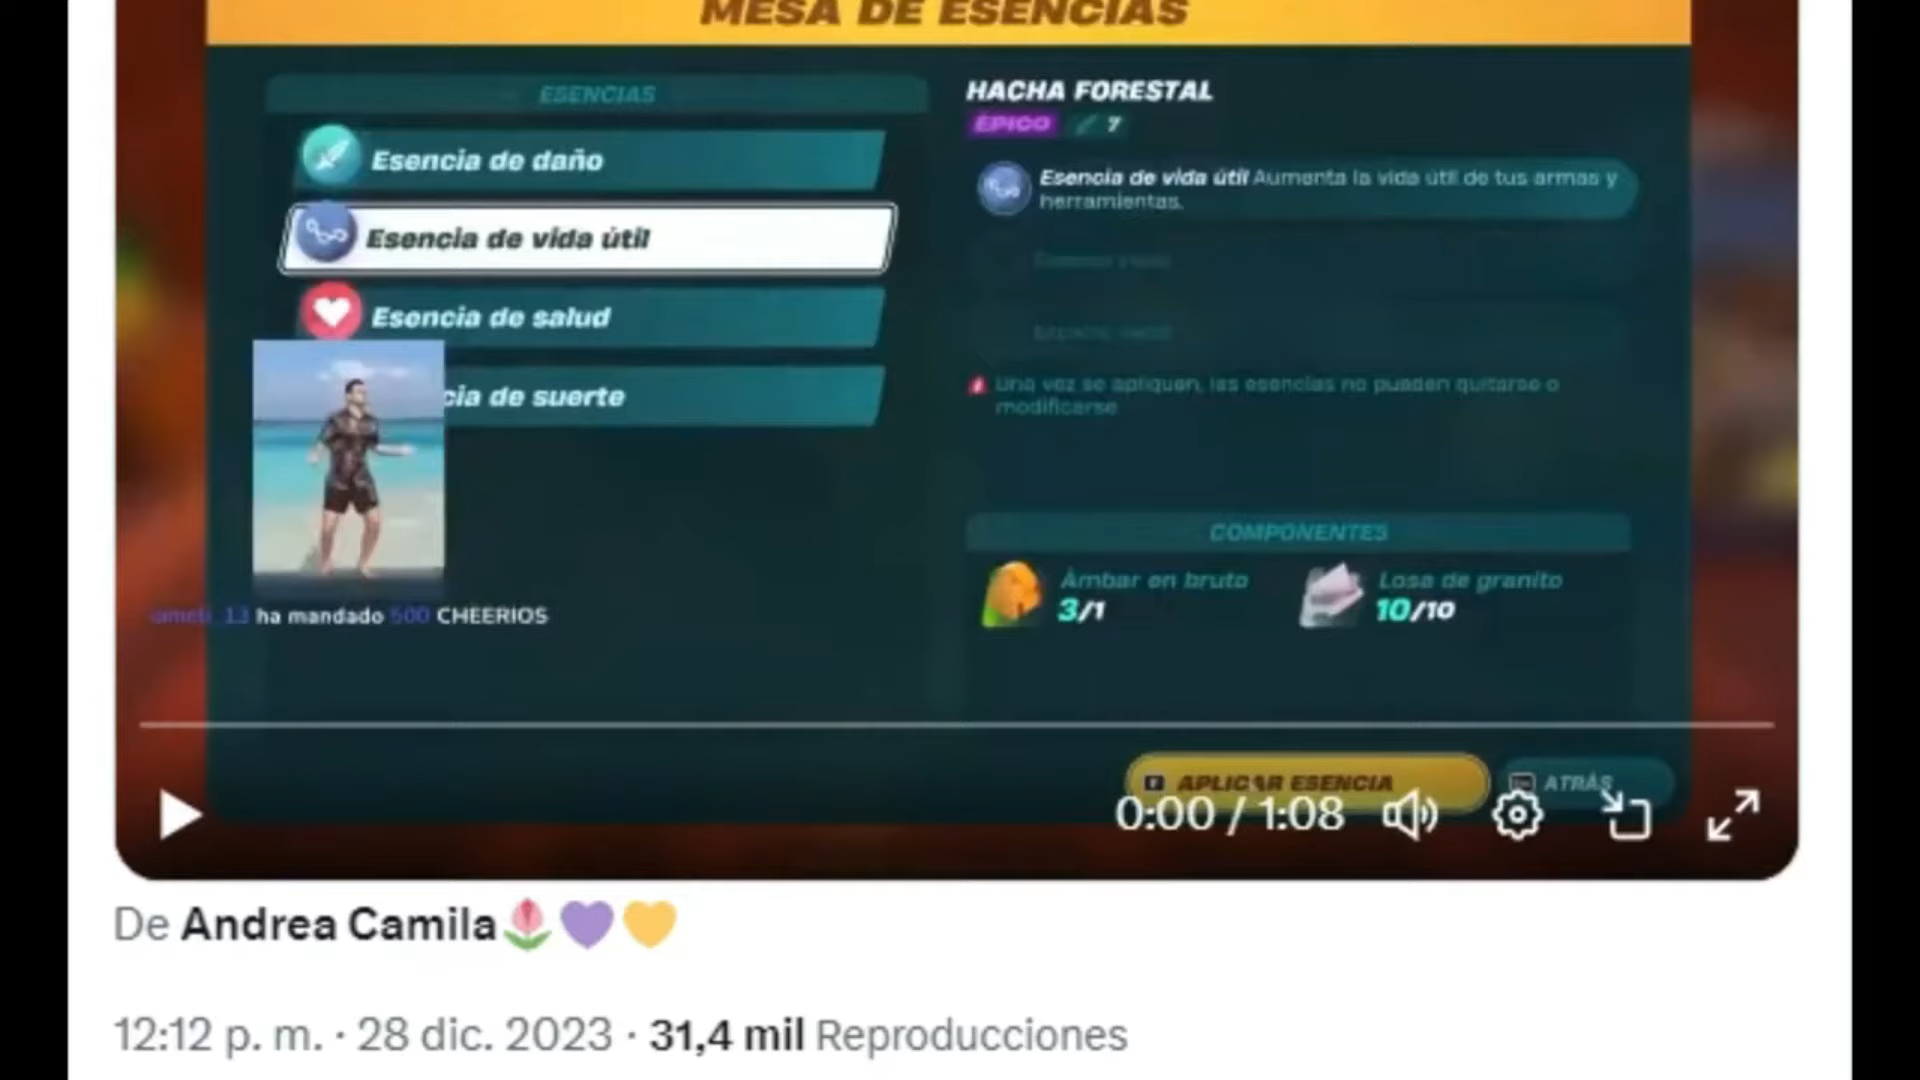 MESA DE ESENCIAS
ESENCIAS
Esencia de daño
Esencia de vida útil
Esencia de salud
cia de suerte
HACHA FORESTAL
ÉPICO 7
Esencia de vida útil Aumenta la vida útil de tus armas y
herramientas.
Una vez se apliquen, las esencias no pueden quitarse o
modificarse
COMPONENTES
Ámbar en bruto
3/1
Losa de granito
10/10
ha mandado 500 CHEERIOS
APLICAR ESENCIA
ATRÁS
0:00 / 1:08
De Andrea Camila🌷💜💛
12:12 p. m. · 28 dic. 2023 · 31,4 mil Reproducciones